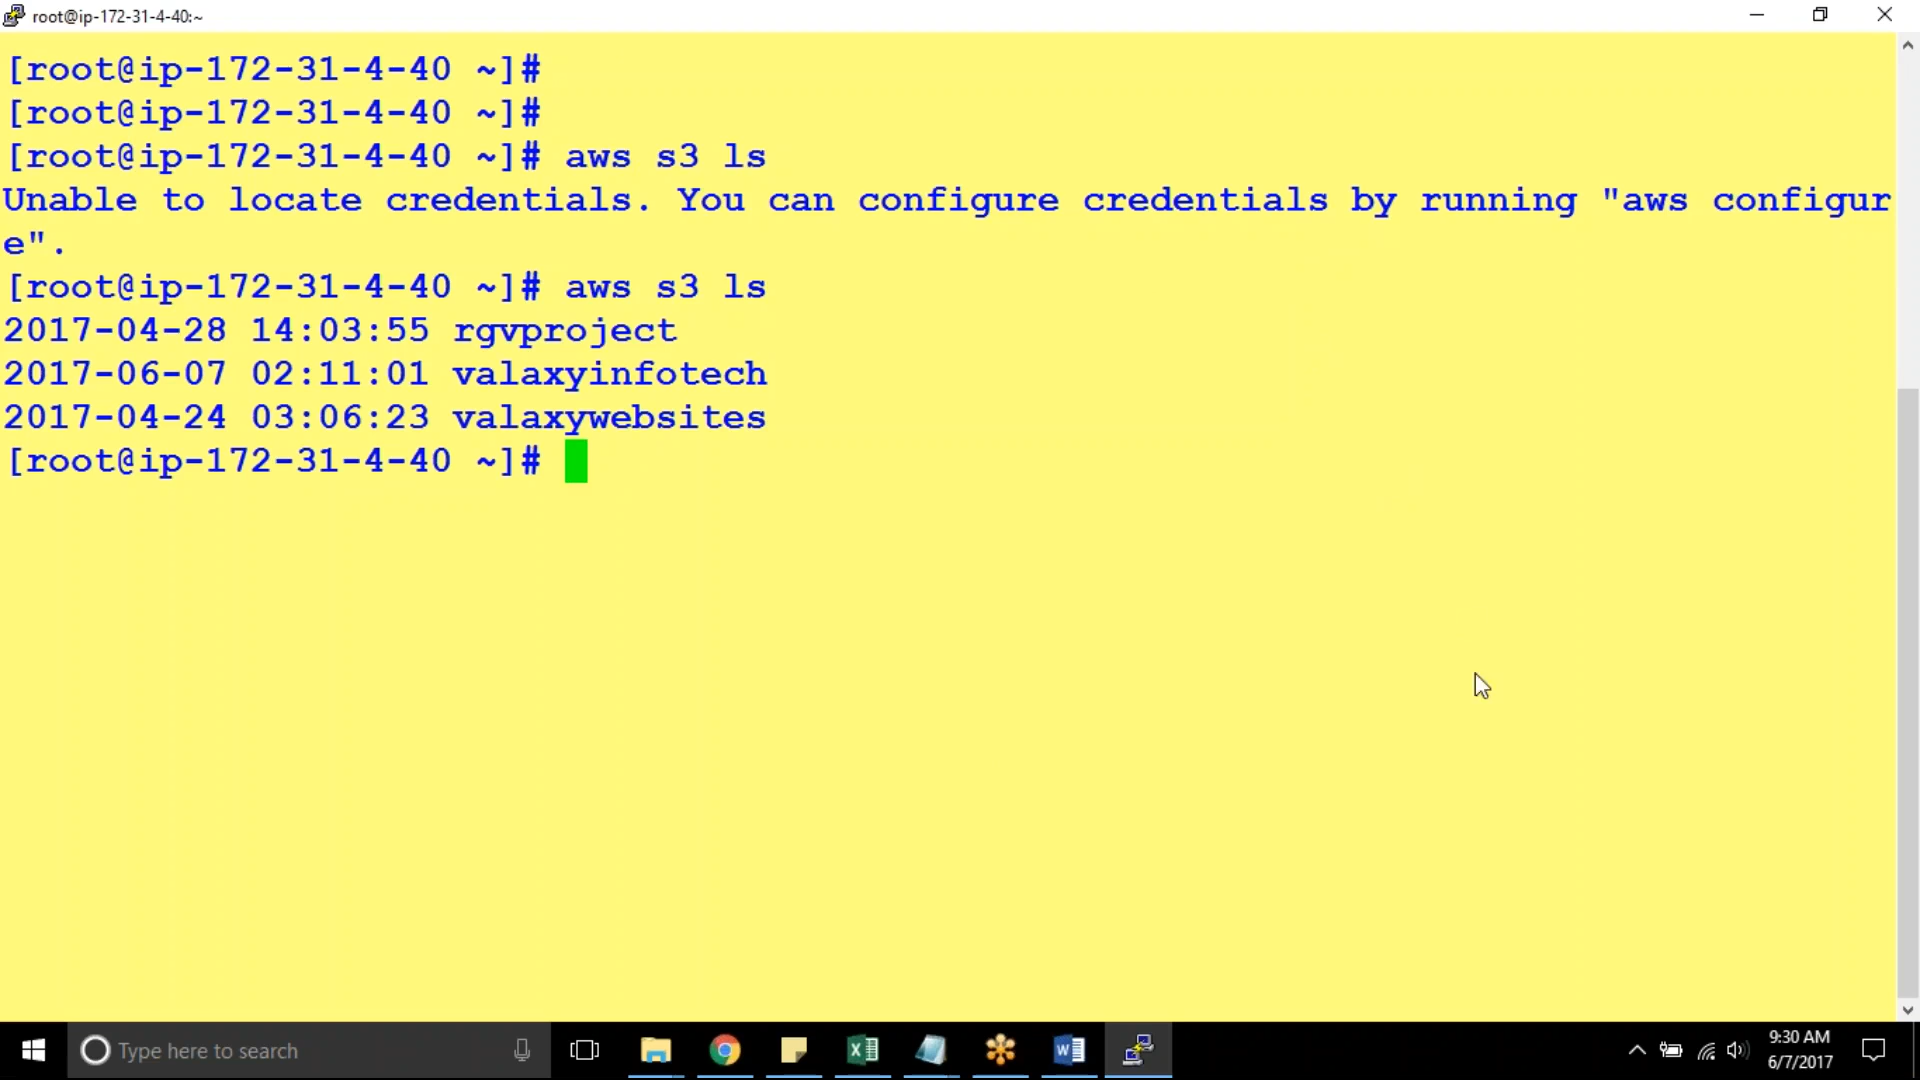 root@ip-172-31-4-40:~
[root@ip-172-31-4-40 ~]#
[root@ip-172-31-4-40 ~]#
[root@ip-172-31-4-40 ~]# aws s3 ls
Unable to locate credentials. You can configure credentials by running "aws configur
e".
[root@ip-172-31-4-40 ~]# aws s3 ls
2017-04-28 14:03:55 rgvproject
2017-06-07 02:11:01 valaxyinfotech
2017-04-24 03:06:23 valaxywebsites
[root@ip-172-31-4-40 ~]#
Type here to search
9:30 AM
6/7/2017